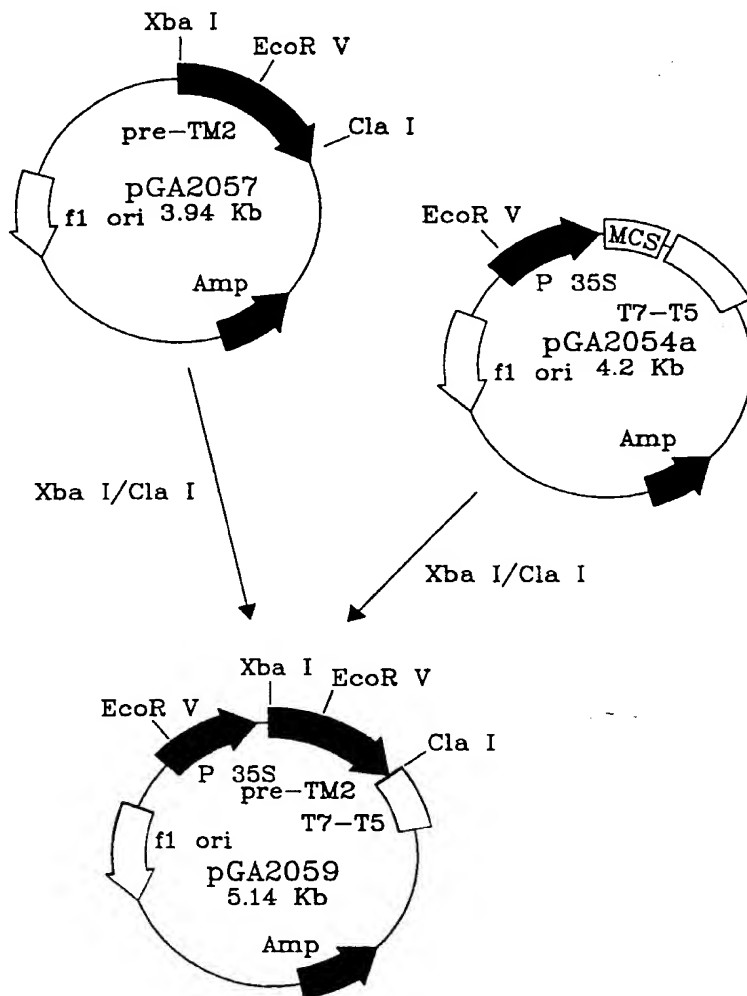 Xba I
EcoR V
Cla I
pre-TM2
pGA2057
f1 ori 3.94 Kb
Amp
EcoR V
MCS
P 35S
T7-T5
pGA2054a
f1 ori 4.2 Kb
Amp
Xba I/Cla I
Xba I/Cla I
Xba I
EcoR V
EcoR V
Cla I
P 35S
pre-TM2
T7-T5
f1 ori
pGA2059
5.14 Kb
Amp